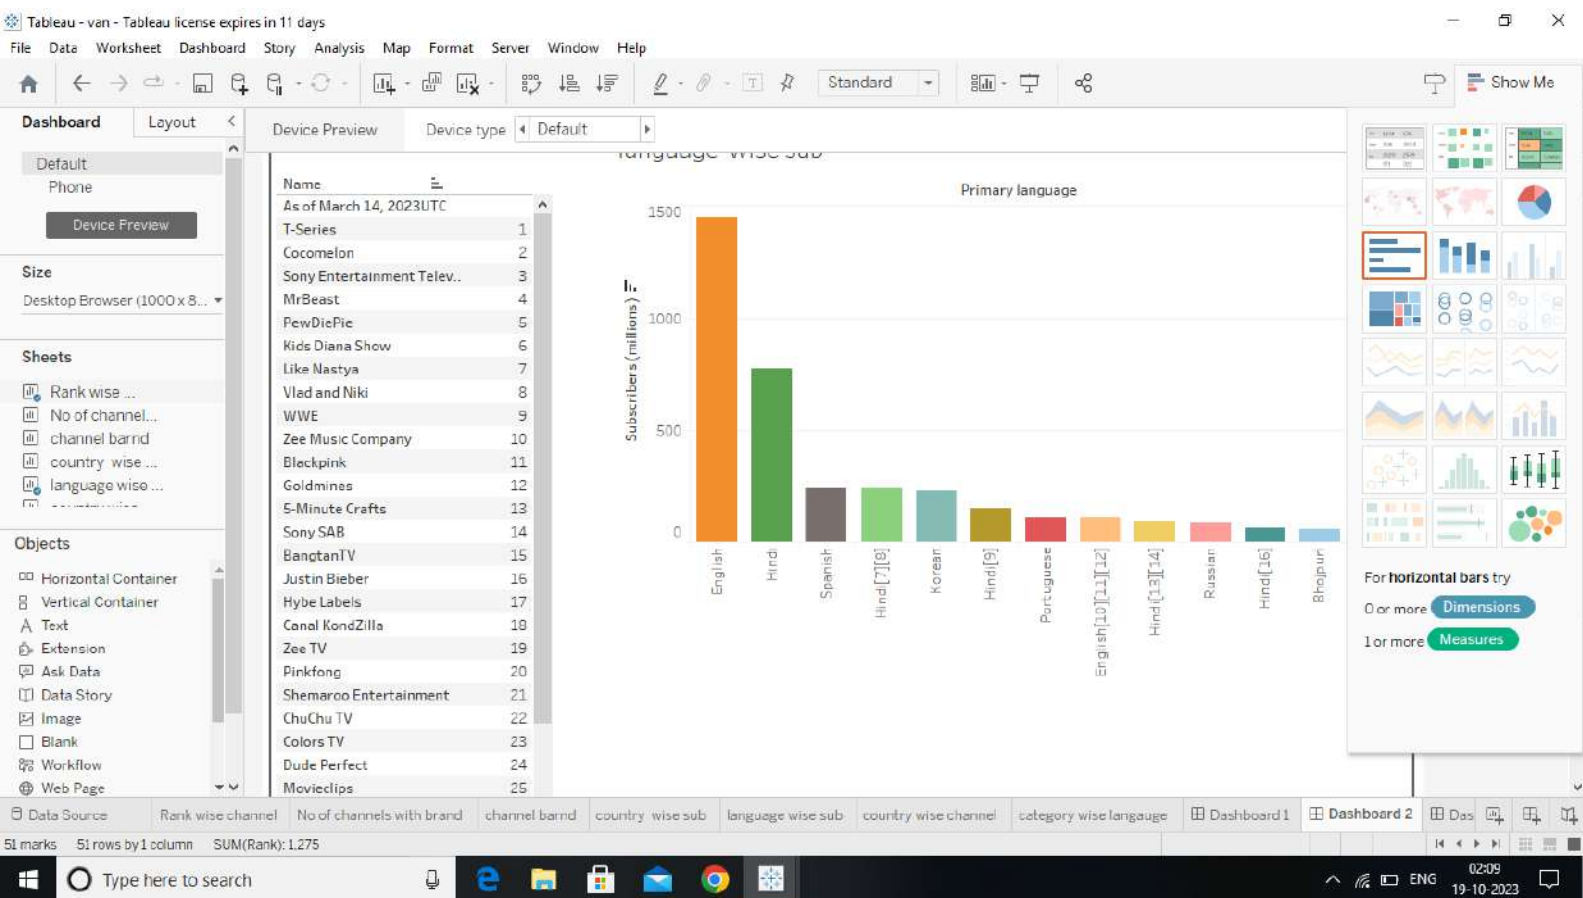 Tableau - van - Tableau license expires in 11 days
File Data Worksheet Dashboard Story Analysis Map Format Server Window Help
Standard
Show Me
Dashboard Layout
Device Preview Device type Default
Default
Phone
Device Preview
Size
Desktop Browser (1000 x 8...
Sheets
Rank wise ...
No of channel...
channel barnd
country wise ...
language wise ...
Objects
Horizontal Container
Vertical Container
Text
Extension
Ask Data
Data Story
Image
Blank
Workflow
Web Page
Name
As of March 14, 2023UTC
T-Series 1
Cocomelon 2
Sony Entertainment Telev.. 3
MrBeast 4
PewDiePie 5
Kids Diana Show 6
Like Nastya 7
Vlad and Niki 8
WWE 9
Zee Music Company 10
Blackpink 11
Goldmines 12
5-Minute Crafts 13
Sony SAB 14
BangtanTV 15
Justin Bieber 16
Hybe Labels 17
Canal KondZilla 18
Zee TV 19
Pinkfong 20
Shemaroo Entertainment 21
ChuChu TV 22
Colors TV 23
Dude Perfect 24
Movieclips 25
language wise sub
Primary language
Subscribers (millions)
1500
1000
500
0
English
Hindi
Spanish
Hindi[7][8]
Korean
Hindi[9]
Portuguese
English[10][11][12]
Hindi[13][14]
Russian
Hindi[16]
Bhojpuri
For horizontal bars try
0 or more Dimensions
1 or more Measures
Data Source Rank wise channel No of channels with brand channel barnd country wise sub language wise sub country wise channel category wise langauge Dashboard 1 Dashboard 2 Das
51 marks 51 rows by 1 column SUM(Rank): 1,275
Type here to search
ENG
02:09
19-10-2023